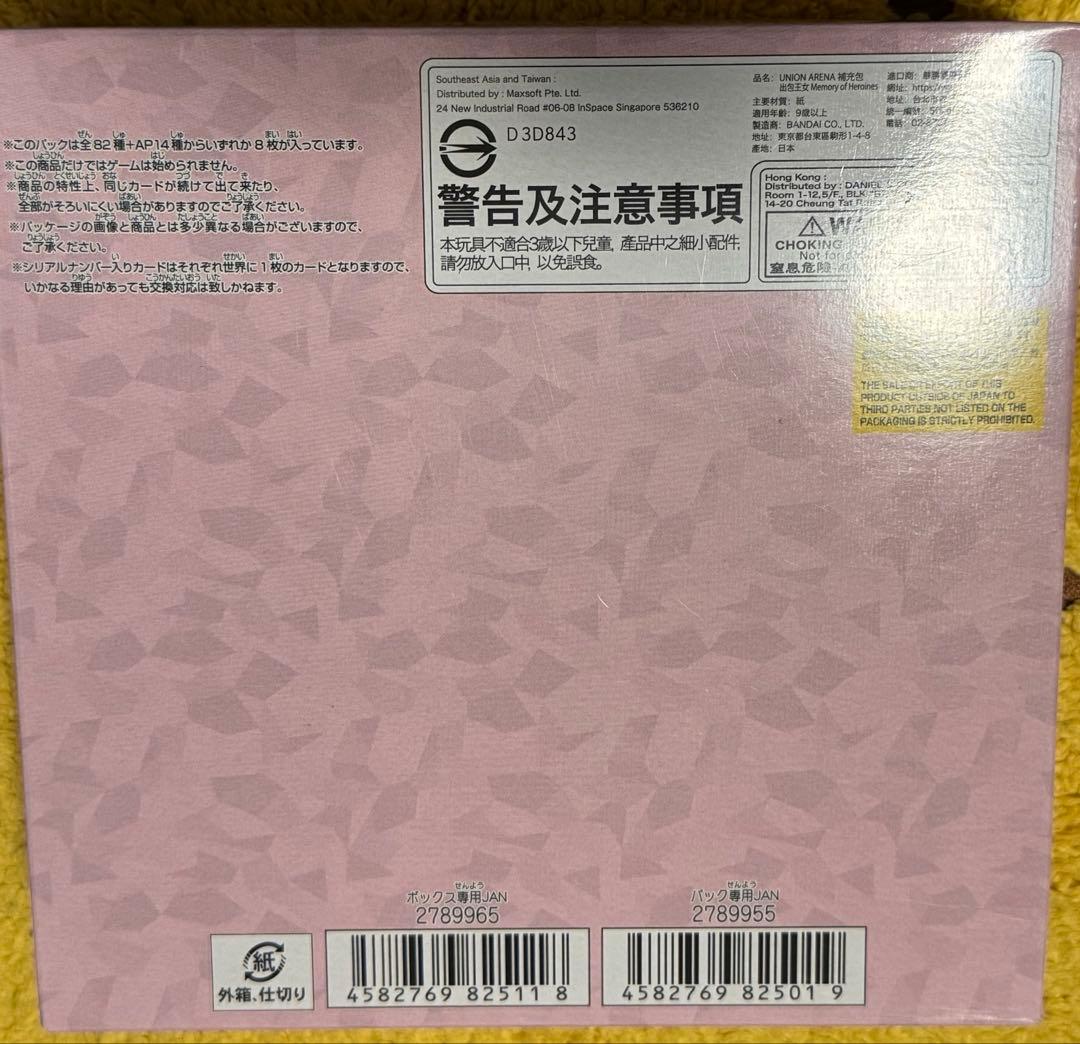 ※このパックは全82種+AP14種からいずれか8枚が入っています。
※この商品だけではゲームは始められません。
※商品の特性上、同じカードが続けて出て来たり、
全部がそろいにくい場合がありますのでご了承ください。
※パッケージの画像と商品とは多少異なる場合がございますので、
ご了承ください。
※シリアルナンバー入りカードはそれぞれ世界に1枚のカードとなりますので、
いかなる理由があっても交換対応は致しかねます。
Southeast Asia and Taiwan :
Distributed by : Maxsoft Pte. Ltd.
24 New Industrial Road #06-08 InSpace Singapore 536210
D3D843
警告及注意事項
本玩具不適合3歲以下兒童, 產品中之細小配件,
請勿放入口中, 以免誤食。
品名: UNION ARENA 補充包
出包王女 Memory of Heroines
主要材質: 紙
適用年齡: 9歲以上
製造商: BANDAI CO., LTD.
地址: 東京都台東區駒形1-4-8
產地: 日本
進口商:
網址: https:/
地址: 台北市
統一編號:
電話: 02-8
Hong Kong :
Distributed by : DANIEL
Room 1-12, 5/F., BLK.
14-20 Cheung Tat
CHOKING
Not for
窒息危險
THE SALE OR EXPORT OF THIS
PRODUCT OUTSIDE OF JAPAN TO
THIRD PARTIES NOT LISTED ON THE
PACKAGING IS STRICTLY PROHIBITED.
ボックス専用JAN
2789965
パック専用JAN
2789955
紙
外箱、仕切り
4582769 82511 8
4582769 82501 9